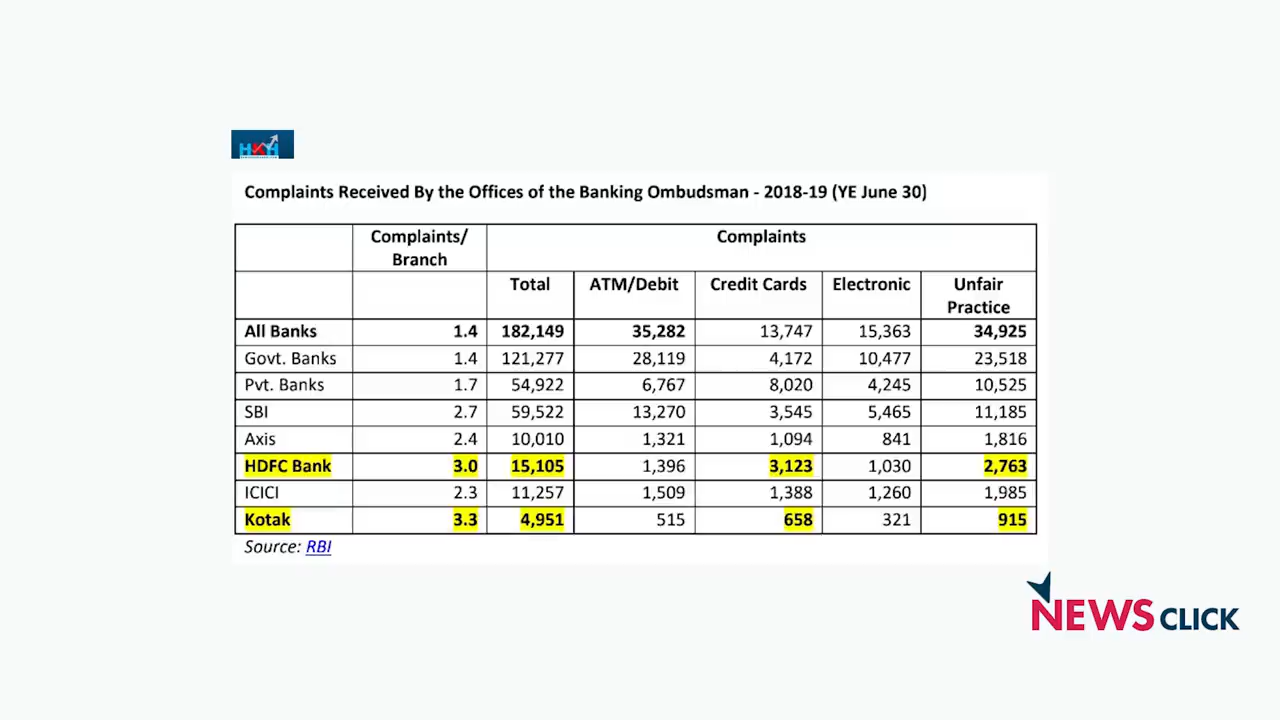 HKH
Complaints Received By the Offices of the Banking Ombudsman - 2018-19 (YE June 30)
Complaints/ Branch Complaints
Total ATM/Debit Credit Cards Electronic Unfair Practice
All Banks 1.4 182,149 35,282 13,747 15,363 34,925
Govt. Banks 1.4 121,277 28,119 4,172 10,477 23,518
Pvt. Banks 1.7 54,922 6,767 8,020 4,245 10,525
SBI 2.7 59,522 13,270 3,545 5,465 11,185
Axis 2.4 10,010 1,321 1,094 841 1,816
HDFC Bank 3.0 15,105 1,396 3,123 1,030 2,763
ICICI 2.3 11,257 1,509 1,388 1,260 1,985
Kotak 3.3 4,951 515 658 321 915
Source: RBI
NEWSCLICK